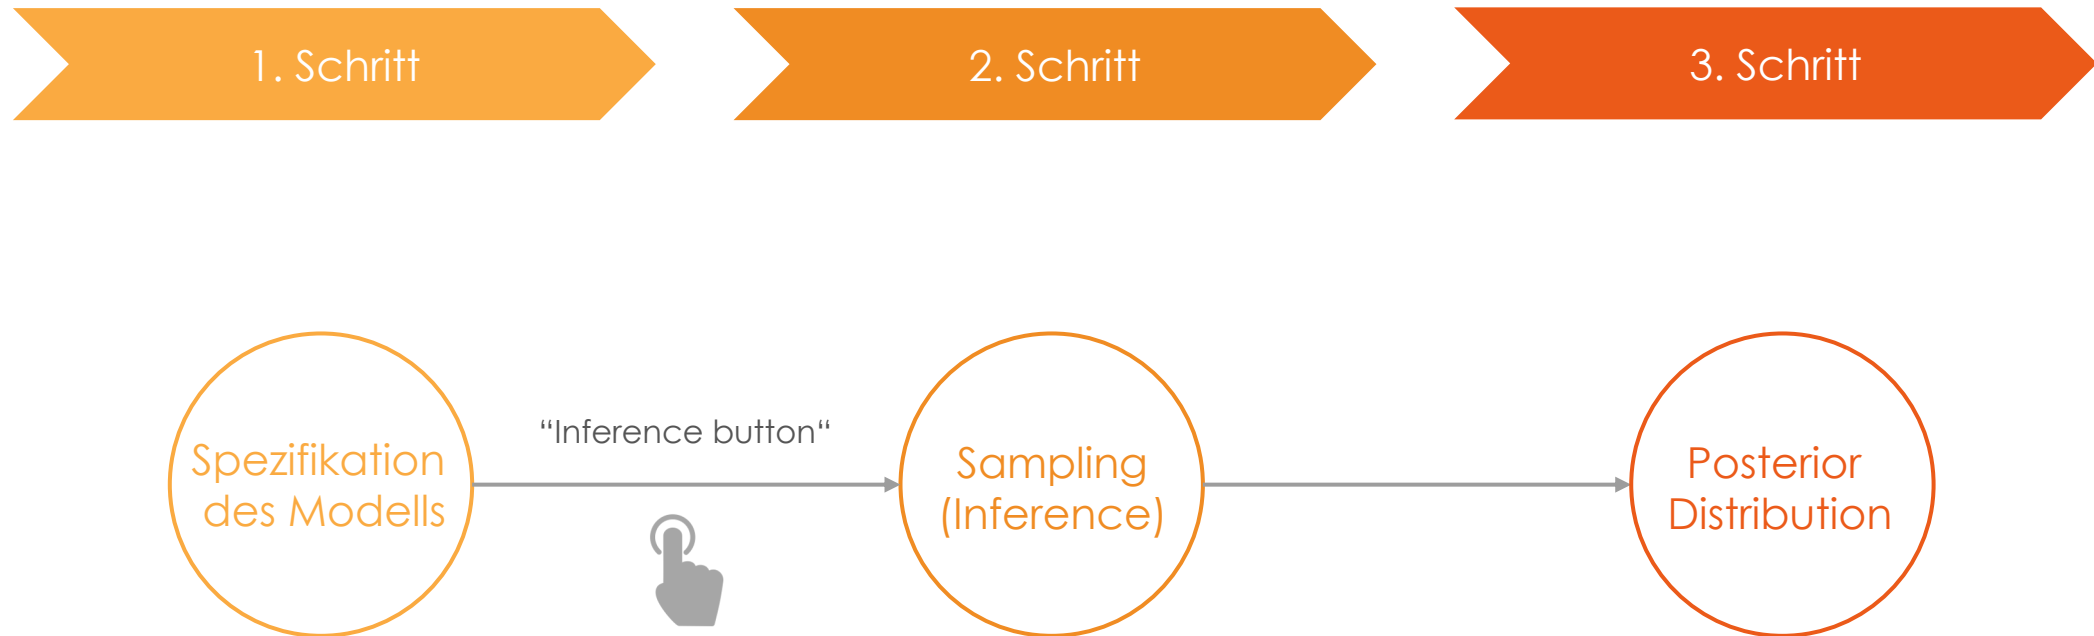 1. Schritt
2. Schritt
3. Schritt
Spezifikation
des Modells
“Inference button“
Sampling
(Inference)
Posterior
Distribution